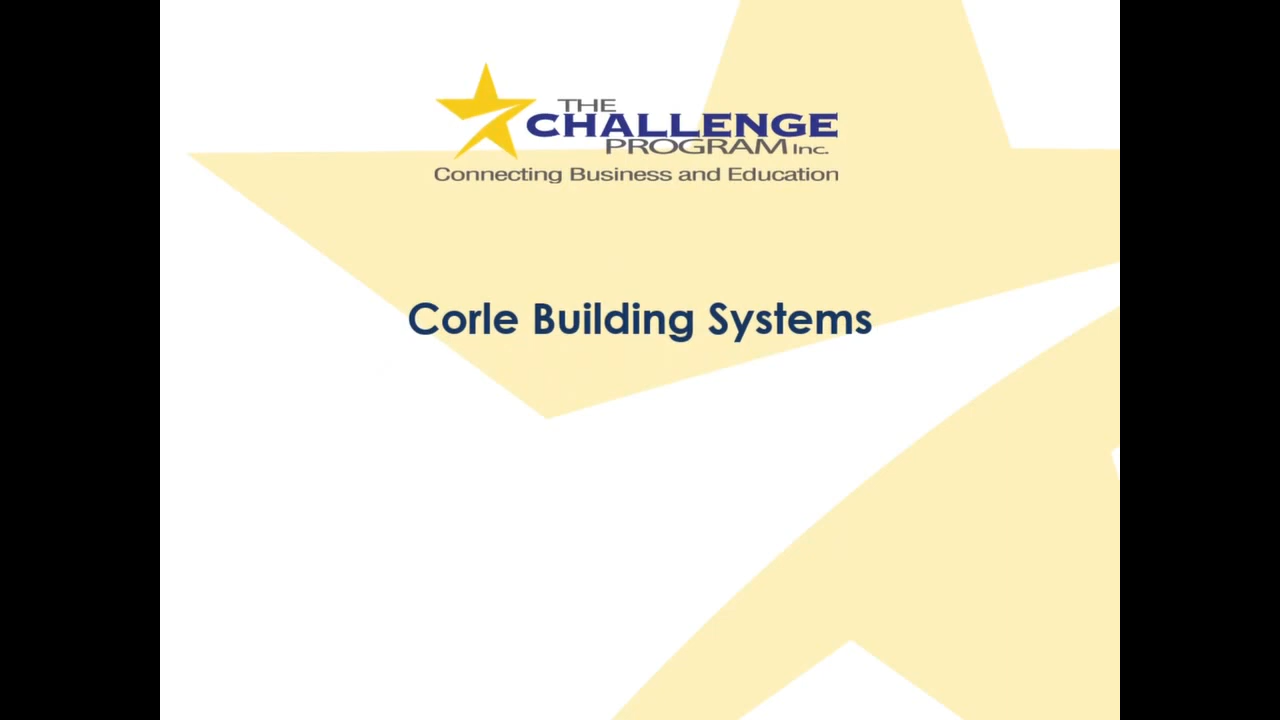 THE
CHALLENGE
PROGRAM Inc.
Connecting Business and Education
Corle Building Systems